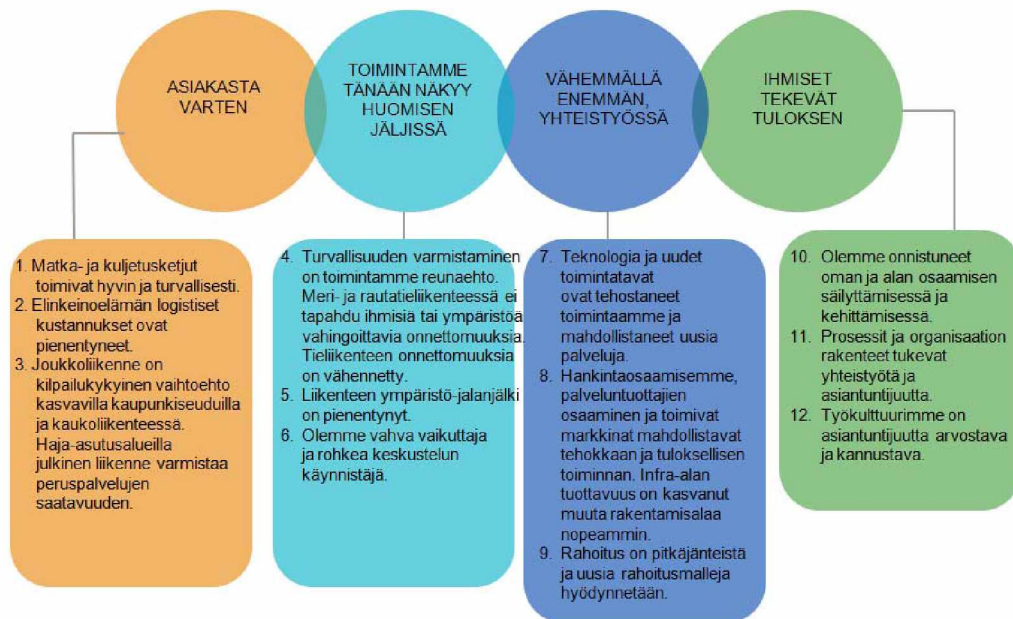 ASIAKASTA
VARTEN
TOIMINTAMME
TÄNÄÄN NÄKYY
HUOMISEN
JÄLJISSÄ
VÄHEMMÄLLÄ
ENEMMÄN,
YHTEISTYÖSSÄ
IHMISET
TEKEVÄT
TULOKSEN
1. Matka- ja kuljetusketjut
toimivat hyvin ja turvallisesti.
2. Elinkeinoelämän logistiset
kustannukset ovat
pienentyneet.
3. Joukkoliikenne on
kilpailukykyinen vaihtoehto
kasvavilla kaupunkiseuduilla
ja kaukoliikenteessä.
Haja-asutusalueilla
julkinen liikenne varmistaa
peruspalvelujen
saatavuuden.
4. Turvallisuuden varmistaminen
on toimintamme reunaehto.
Meri- ja rautatieliikenteessä ei
tapahdu ihmisiä tai ympäristöä
vahingoittavia onnettomuuksia.
Tieliikenteen onnettomuuksia
on vähennetty.
5. Liikenteen ympäristö-jalanjälki
on pienentynyt.
6. Olemme vahva vaikuttaja
ja rohkea keskustelun
käynnistäjä.
7. Teknologia ja uudet
toimintatavat
ovat tehostaneet
toimintaamme ja
mahdollistaneet uusia
palveluja.
8. Hankintaosaamisemme,
palveluntuottajien
osaaminen ja toimivat
markkinat mahdollistavat
tehokkaan ja tuloksellisen
toiminnan. Infra-alan
tuottavuus on kasvanut
muuta rakentamisalaa
nopeammin.
9. Rahoitus on pitkäjänteistä
ja uusia rahoitusmalleja
hyödynnetään.
10. Olemme onnistuneet
oman ja alan osaamisen
säilyttämisessä ja
kehittämisessä.
11. Prosessit ja organisaation
rakenteet tukevat
yhteistyötä ja
asiantuntijuutta.
12. Työkulttuurimme on
asiantuntijuutta arvostava
ja kannustava.